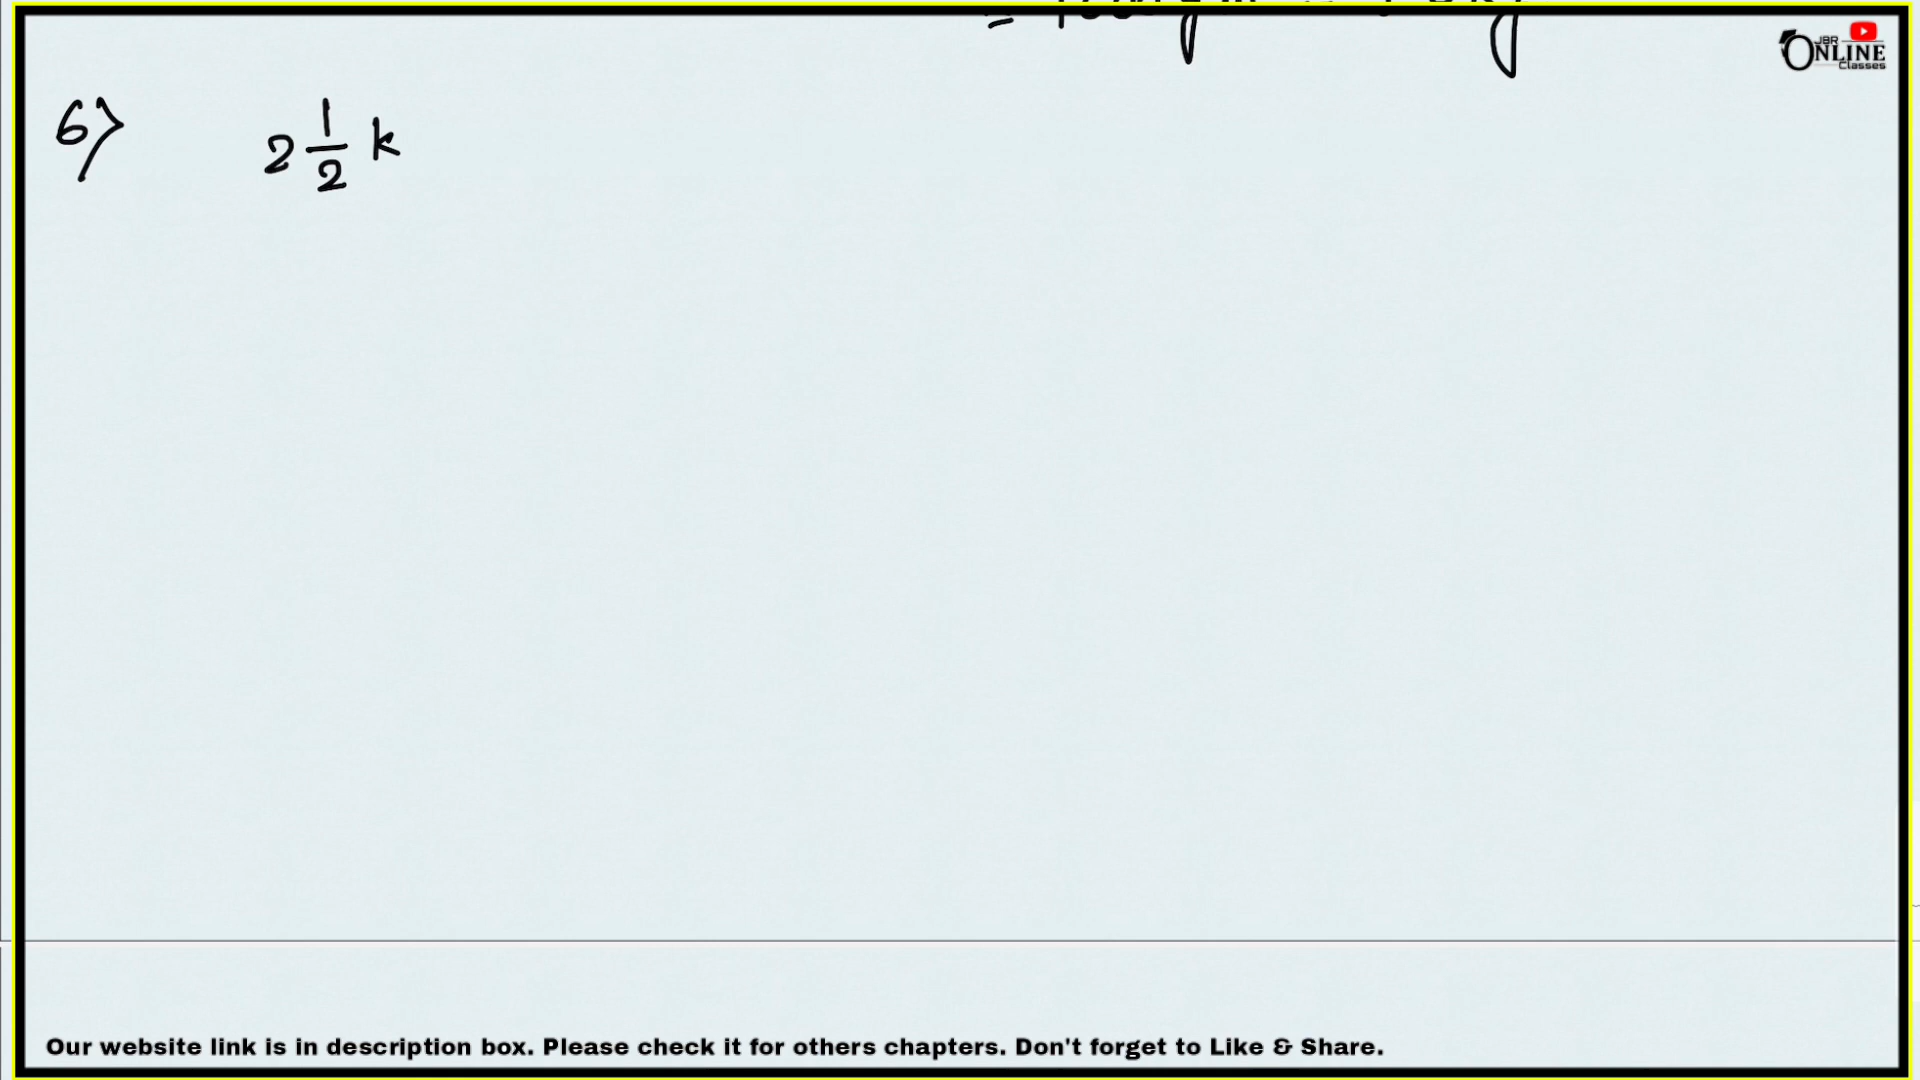 JBR
ONLINE
Classes
6) 2 1/2 k
Our website link is in description box. Please check it for others chapters. Don't forget to Like & Share.